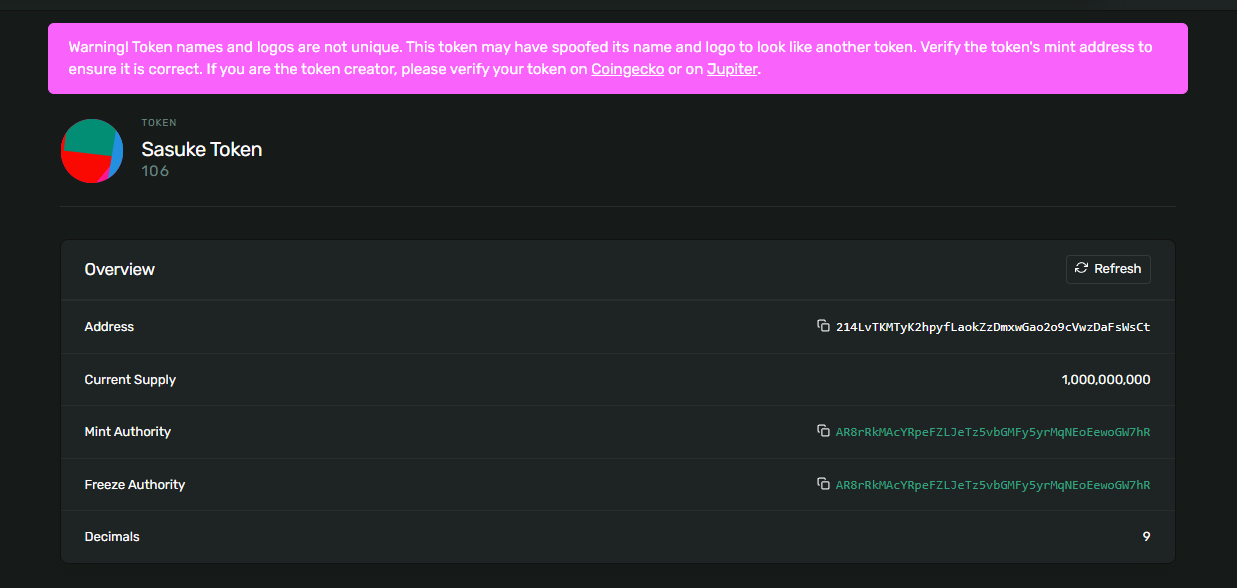 Warning! Token names and logos are not unique. This token may have spoofed its name and logo to look like another token. Verify the token's mint address to
ensure it is correct. If you are the token creator, please verify your token on Coingecko or on Jupiter.
TOKEN
Sasuke Token
106
Overview
Refresh
Address
214LvTKMTyK2hpyfLaokZzDmxwGao2o9cVwzDaFsWsCt
Current Supply
1,000,000,000
Mint Authority
AR8rRkMAcYRpeFZLJeTz5vbGMFy5yrMqNEoEewoGW7hR
Freeze Authority
AR8rRkMAcYRpeFZLJeTz5vbGMFy5yrMqNEoEewoGW7hR
Decimals
9